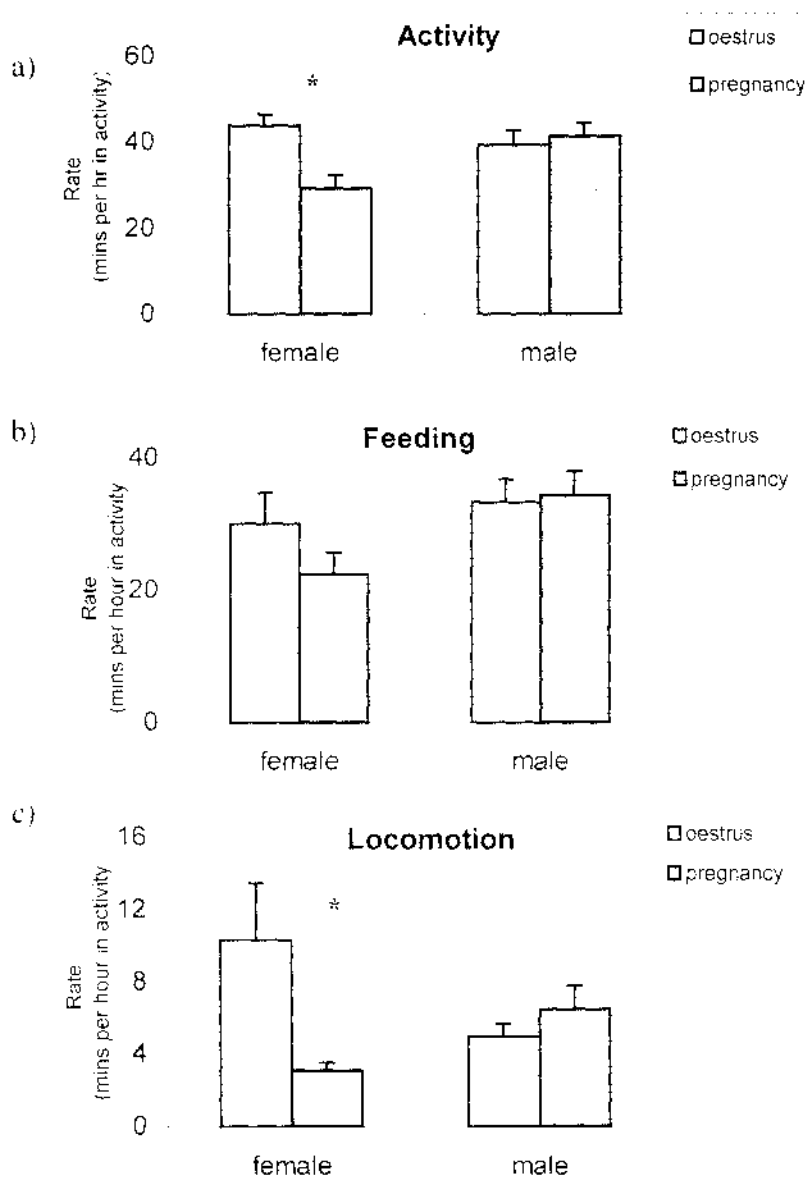 a)
Activity
□ oestrus
□ pregnancy
60
40
20
0
Rate
(mins per hr in activity)
*
female
male
b)
Feeding
□ oestrus
□ pregnancy
40
20
0
Rate
(mins per hour in activity
female
male
c)
Locomotion
□ oestrus
□ pregnancy
16
12
8
4
0
Rate
(mins per hour in activity
*
female
male